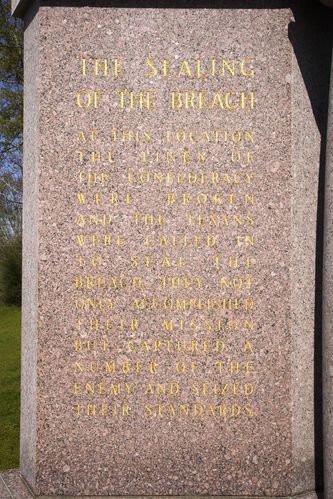 THE SEALING
OF THE BREACH
AT THIS LOCATION
THE LINES OF
THE CONFEDERACY
WERE BROKEN
AND THE TEXANS
WERE CALLED IN
TO SEAL THE
BREACH THEY NOT
ONLY ACCOMPLISHED
THEIR MISSION
BUT CAPTURED A
NUMBER OF THE
ENEMY AND SEIZED
THEIR STANDARDS.